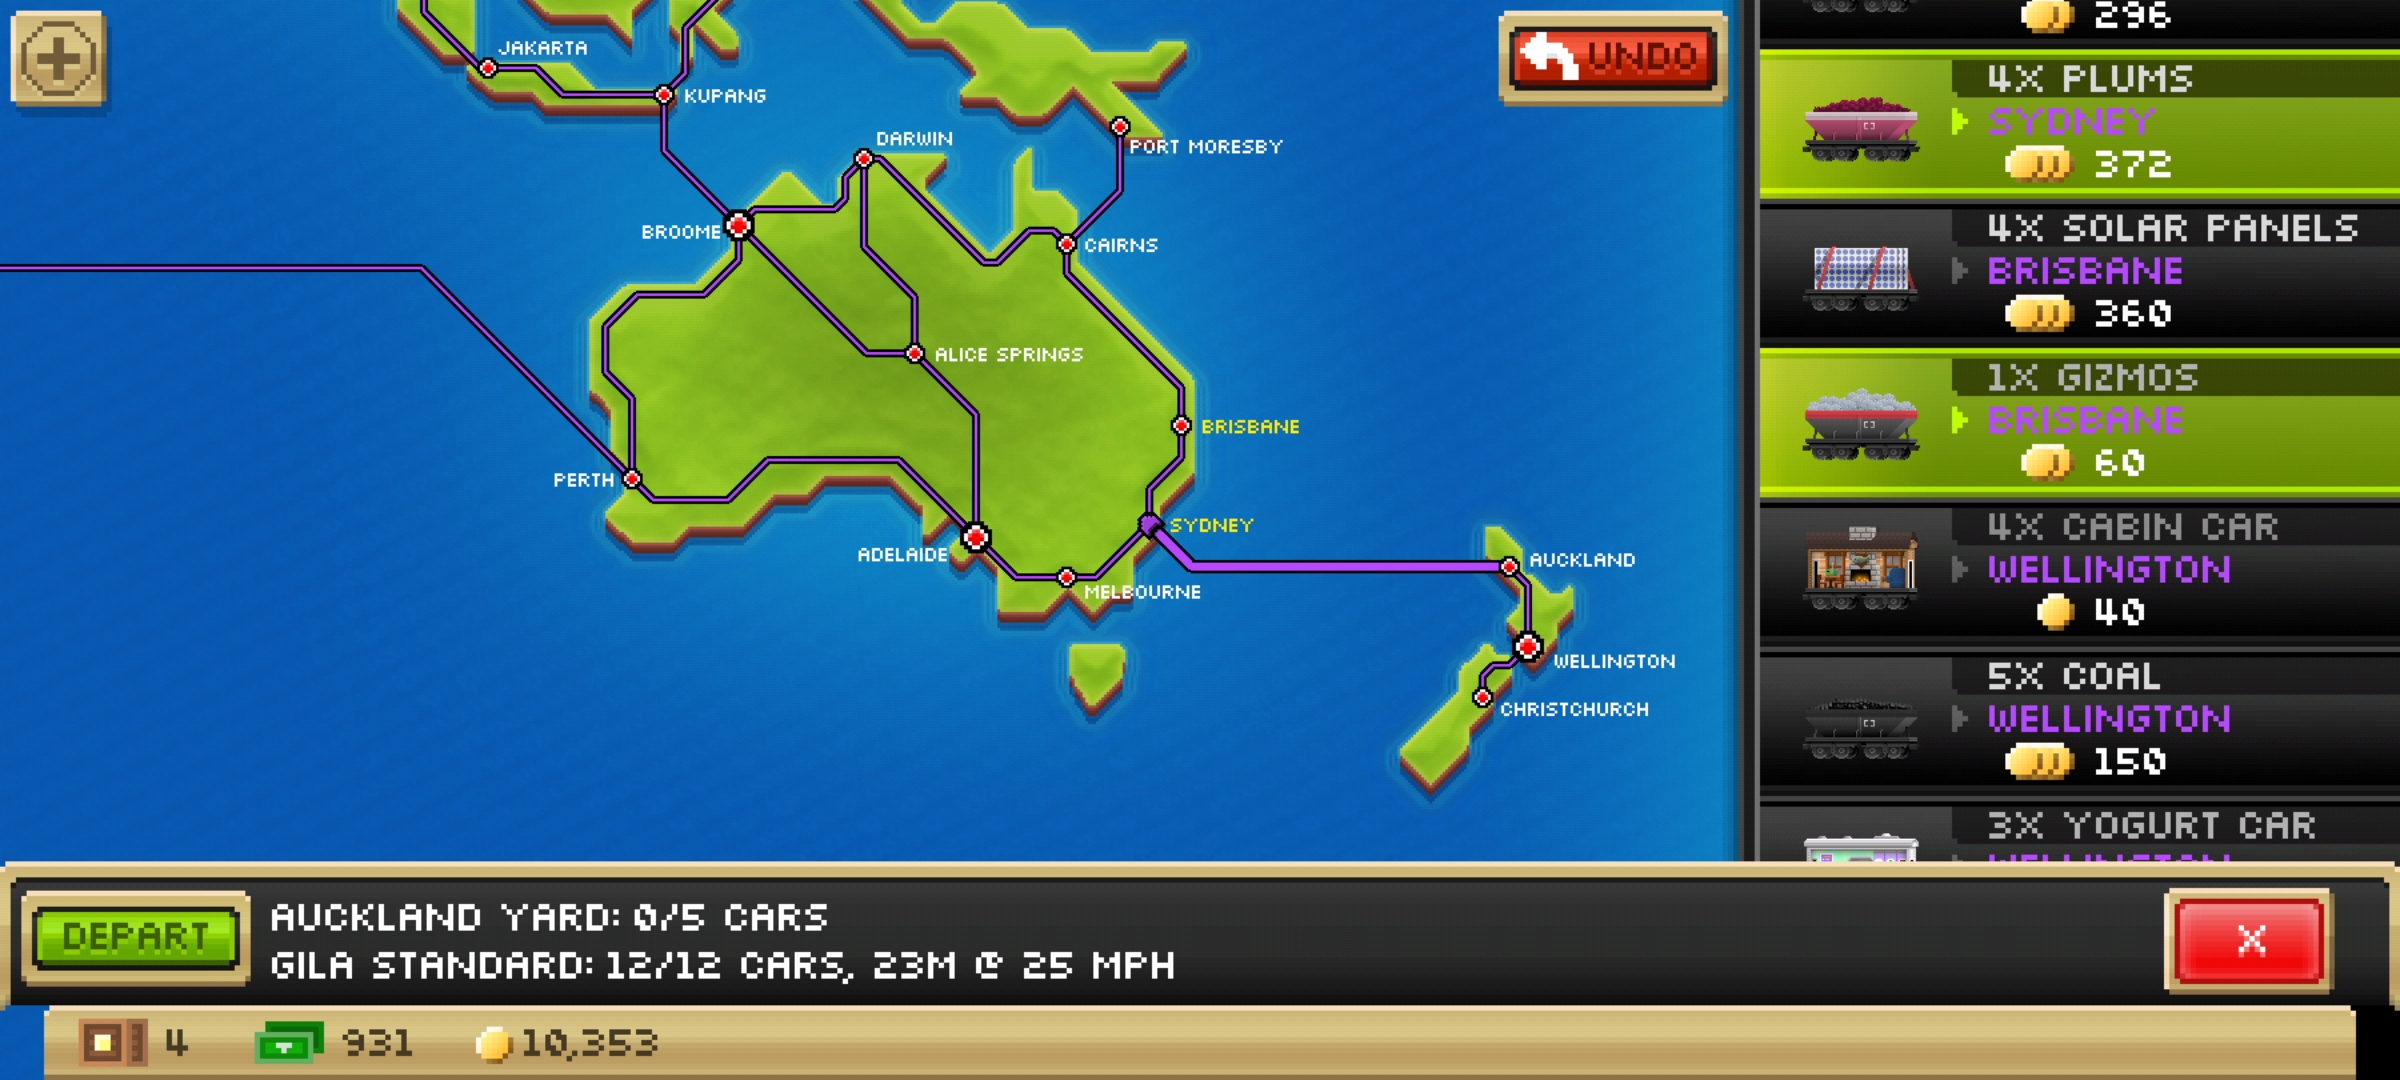 JAKARTA
KUPANG
DARWIN
PORT MORESBY
BROOME
CAIRNS
ALICE SPRINGS
BRISBANE
PERTH
SYDNEY
ADELAIDE
MELBOURNE
AUCKLAND
WELLINGTON
CHRISTCHURCH
UNDO
296
4X PLUMS
SYDNEY
372
4X SOLAR PANELS
BRISBANE
360
1X GIZMOS
BRISBANE
60
4X CABIN CAR
WELLINGTON
40
5X COAL
WELLINGTON
150
3X YOGURT CAR
WELLINGTON
DEPART
AUCKLAND YARD: 0/5 CARS
GILA STANDARD: 12/12 CARS, 23M @ 25 MPH
X
4
931
10,353